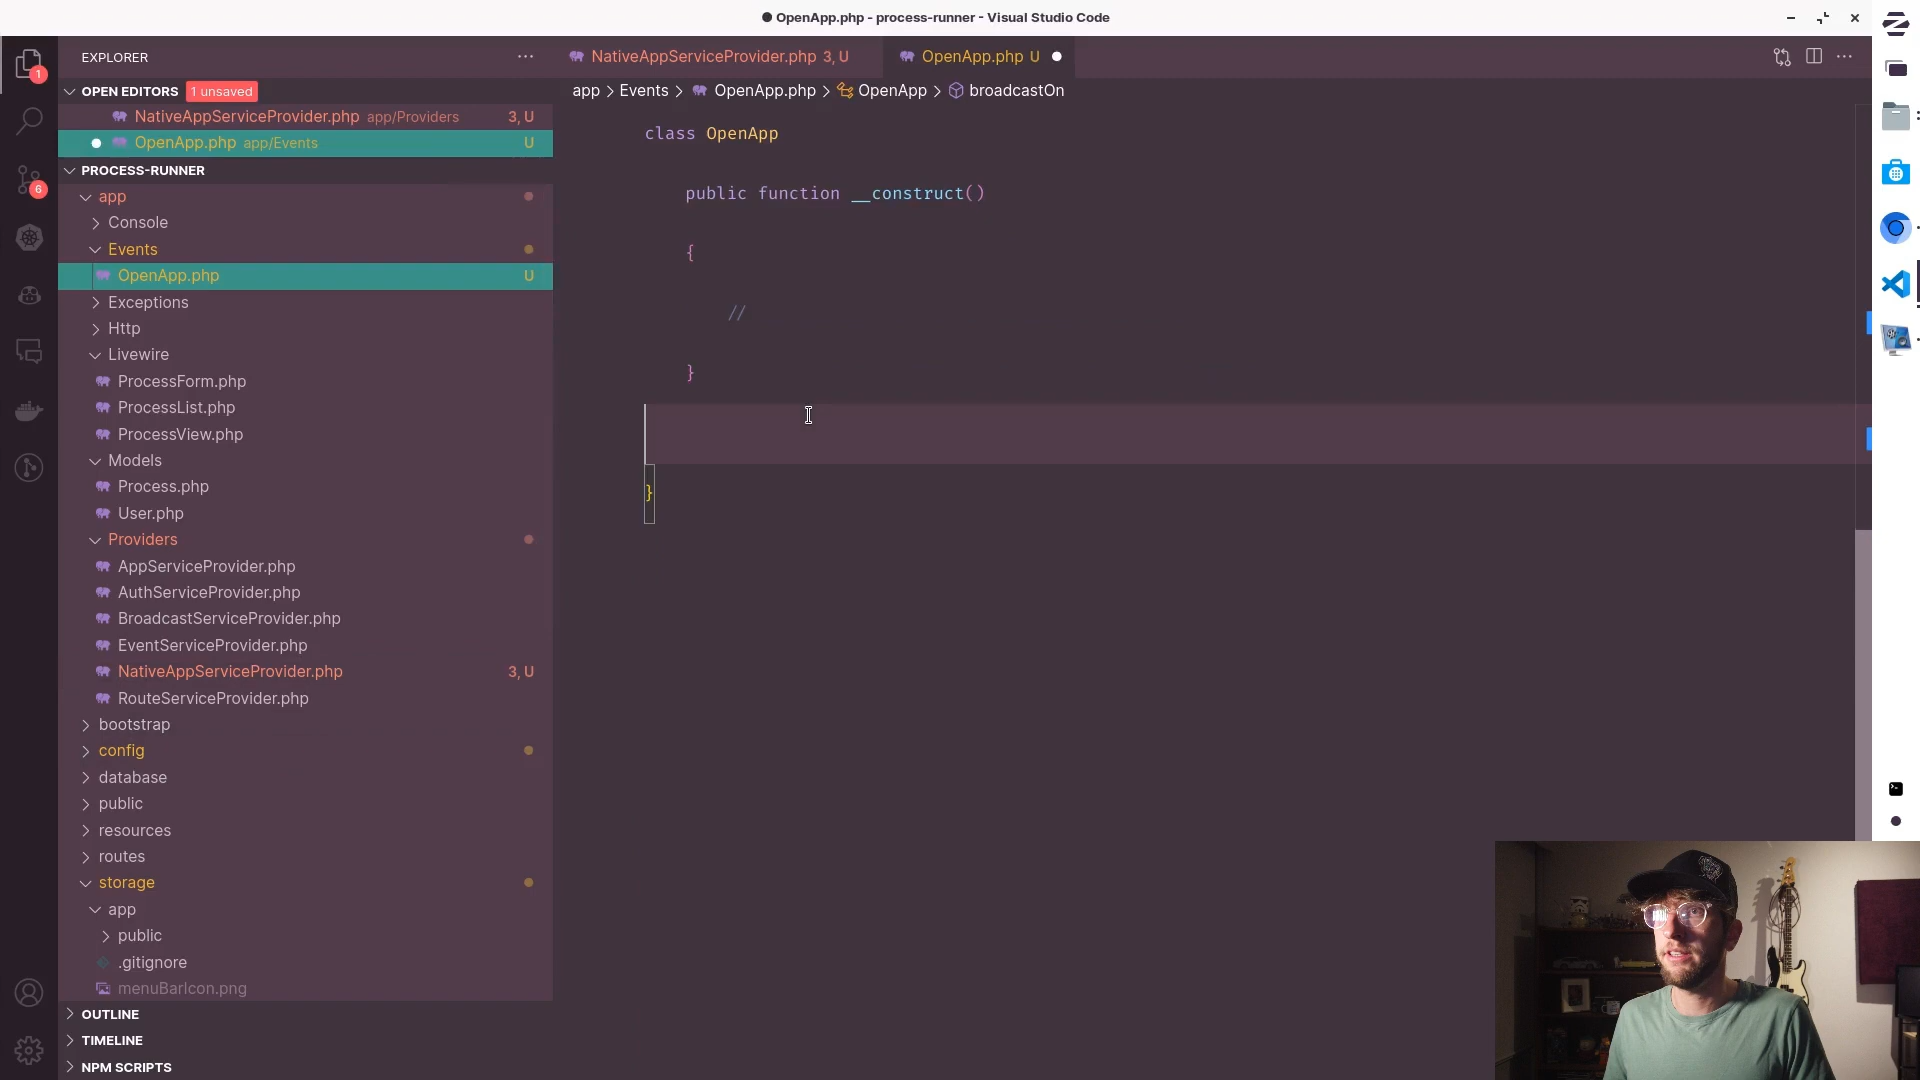 ● OpenApp.php - process-runner - Visual Studio Code
EXPLORER
OPEN EDITORS 1 unsaved
NativeAppServiceProvider.php app/Providers 3, U
OpenApp.php app/Events U
PROCESS-RUNNER
app
Console
Events
OpenApp.php U
Exceptions
Http
Livewire
ProcessForm.php
ProcessList.php
ProcessView.php
Models
Process.php
User.php
Providers
AppServiceProvider.php
AuthServiceProvider.php
BroadcastServiceProvider.php
EventServiceProvider.php
NativeAppServiceProvider.php 3, U
RouteServiceProvider.php
bootstrap
config
database
public
resources
routes
storage
app
public
.gitignore
menuBarIcon.png
OUTLINE
TIMELINE
NPM SCRIPTS
1
6
NativeAppServiceProvider.php 3, U
OpenApp.php U
app > Events > OpenApp.php > OpenApp > broadcastOn
class OpenApp
public function __construct()
{
//
}
}